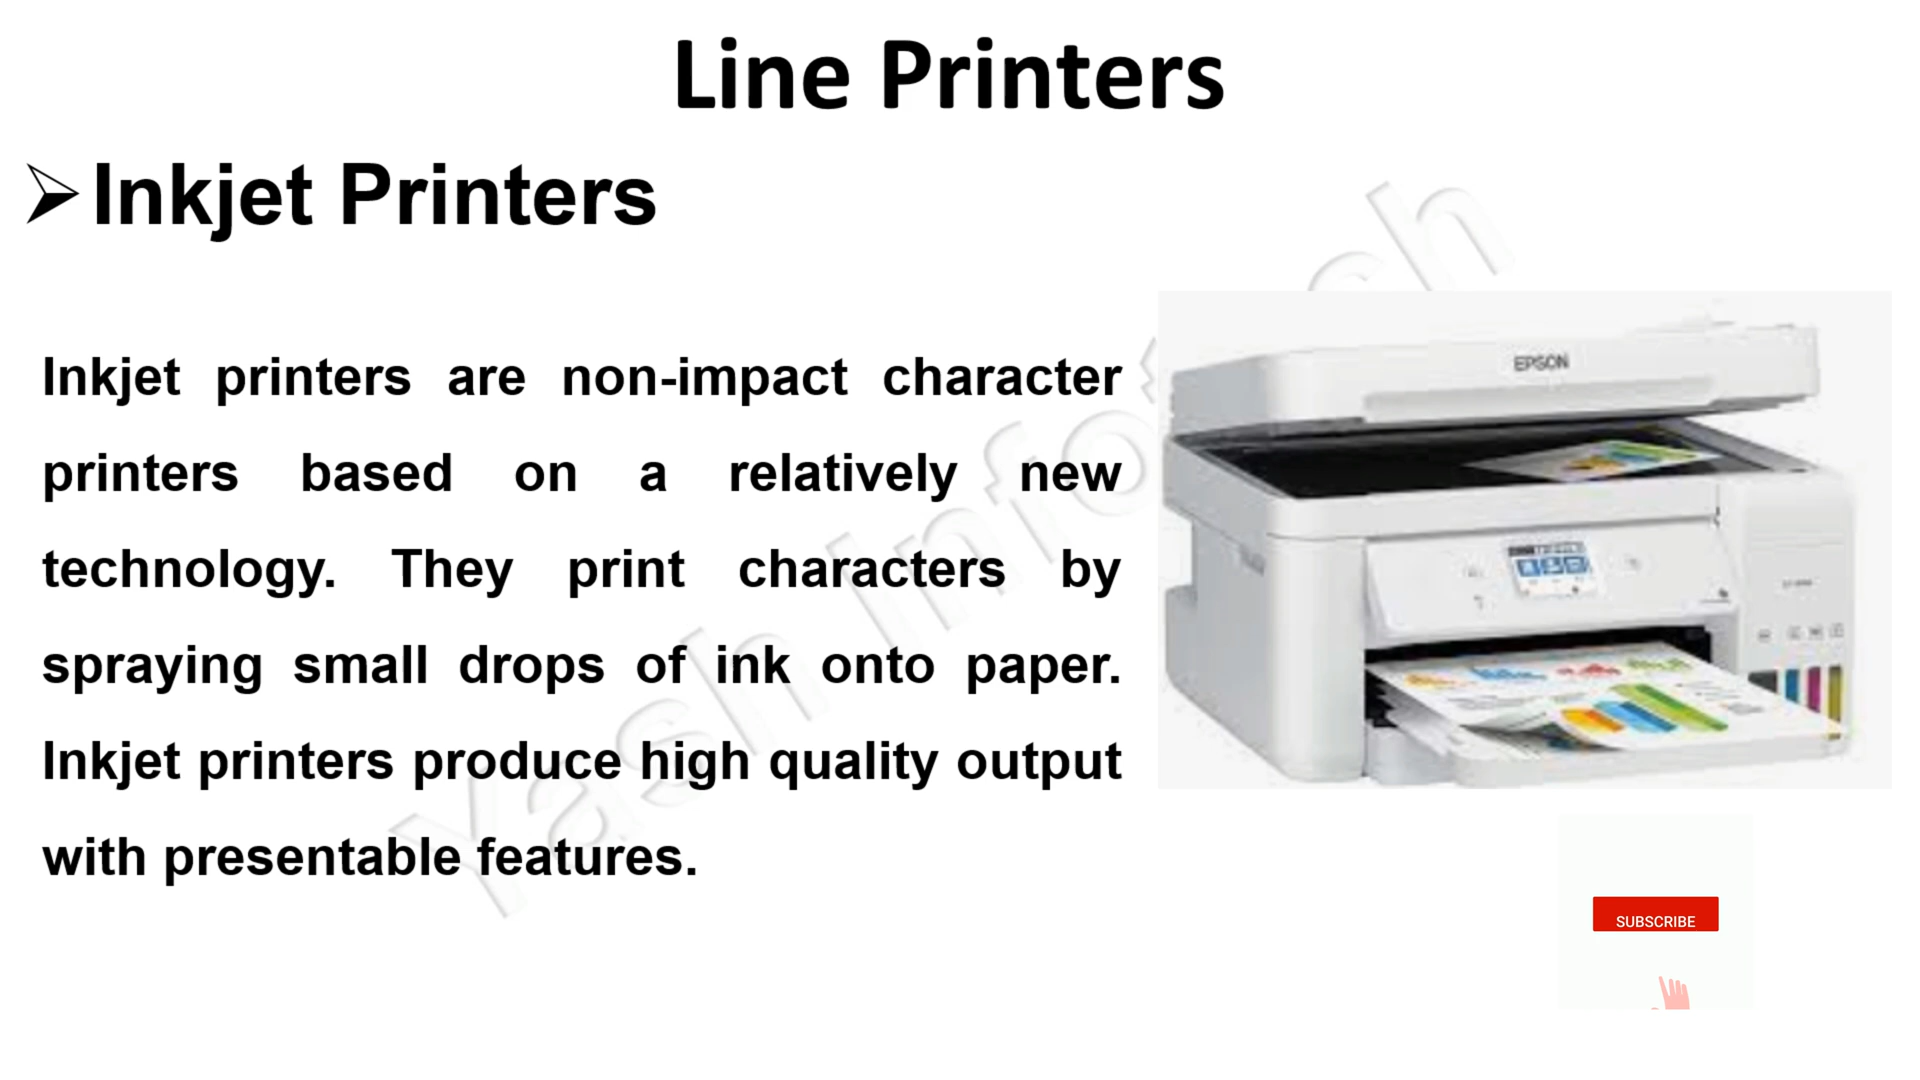 Line Printers
Inkjet Printers
Inkjet printers are non-impact character
printers based on a relatively new
technology. They print characters by
spraying small drops of ink onto paper.
Inkjet printers produce high quality output
with presentable features.
EPSON
SUBSCRIBE